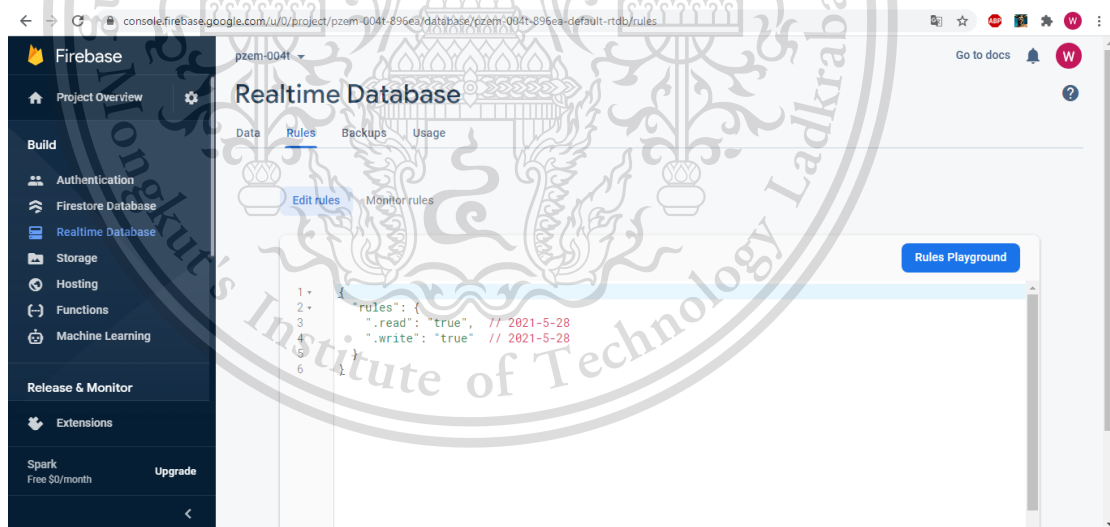 console.firebase.google.com/u/0/project/pzem-004t-896ea/database/pzem-004t-896ea-default-rtdb/rules
ABP
W
Firebase
pzem-004t
Go to docs
W
Project Overview
Realtime Database
?
Build
Data Rules Backups Usage
Authentication
Firestore Database
Edit rules Monitor rules
Realtime Database
Storage
Rules Playground
Hosting
Functions
Machine Learning
1 {
2 "rules": {
3 ".read": "true", // 2021-5-28
4 ".write": "true" // 2021-5-28
5 }
6 }
Release & Monitor
Extensions
Spark
Free $0/month
Upgrade
Mongkut's Institute of Technology Ladkrab